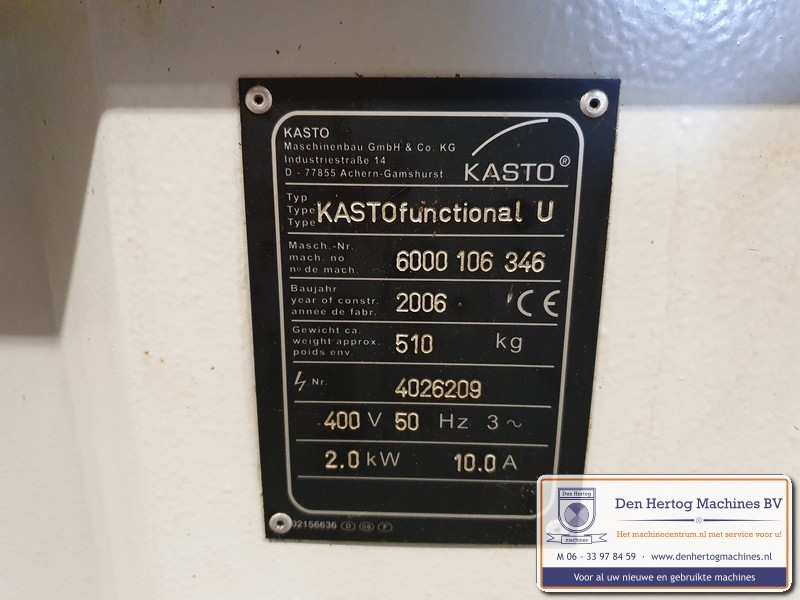 KASTO
Maschinenbau GmbH & Co. KG
Industriestraße 14
D - 77855 Achern-Gamshurst
KASTO®
Typ
Type
Type
KASTOfunctional U
Masch.-Nr.
mach. no
no de mach.
6000 106 346
Baujahr
year of constr.
année de fabr.
2006
CE
Gewicht ca.
weight approx.
poids env.
510 kg
Nr.
4026209
400 V 50 Hz 3 ~
2.0 kW 10.0 A
02156636 D GB F
Den Hertog
machines
Den Hertog Machines BV
Het machinecentrum.nl met service voor u!
M 06 - 33 97 84 59 · www.denhertogmachines.nl
Voor al uw nieuwe en gebruikte machines